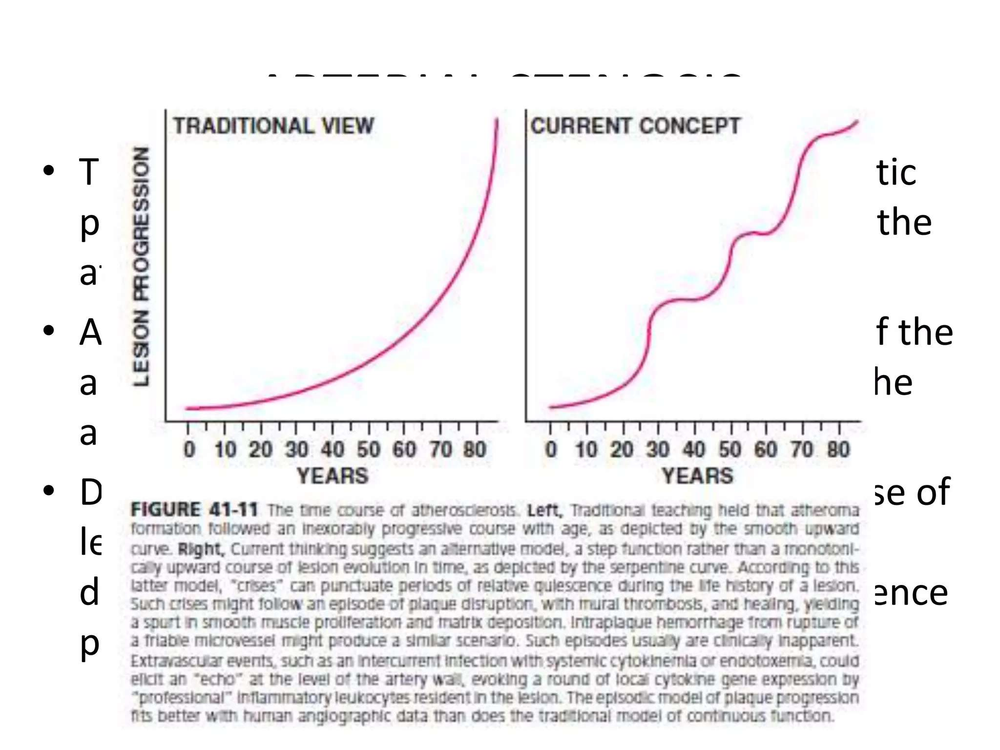 TRADITIONAL VIEW
CURRENT CONCEPT
LESION PROGRESSION
0 10 20 30 40 50 60 70 80
0 10 20 30 40 50 60 70 80
YEARS
YEARS
• T
tic
p
the
a
• A
f the
a
he
a
• D
se of
le
d
ence
p
FIGURE 41-11 The time course of atherosclerosis. Left, Traditional teaching held that atheroma
formation followed an inexorably progressive course with age, as depicted by the smooth upward
curve. Right, Current thinking suggests an alternative model, a step function rather than a monotoni-
cally upward course of lesion evolution in time, as depicted by the serpentine curve. According to this
latter model, "crises" can punctuate periods of relative quiescence during the life history of a lesion.
Such crises might follow an episode of plaque disruption, with mural thrombosis, and healing, yielding
a spurt in smooth muscle proliferation and matrix deposition. Intraplaque hemorrhage from rupture of
a friable microvessel might produce a similar scenario. Such episodes usually are clinically inapparent.
Extravascular events, such as an intercurrent infection with systemic cytokinemia or endotoxemia, could
elicit an "echo" at the level of the artery wall, evoking a round of local cytokine gene expression by
"professional" inflammatory leukocytes resident in the lesion. The episodic model of plaque progression
fits better with human angiographic data than does the traditional model of continuous function.